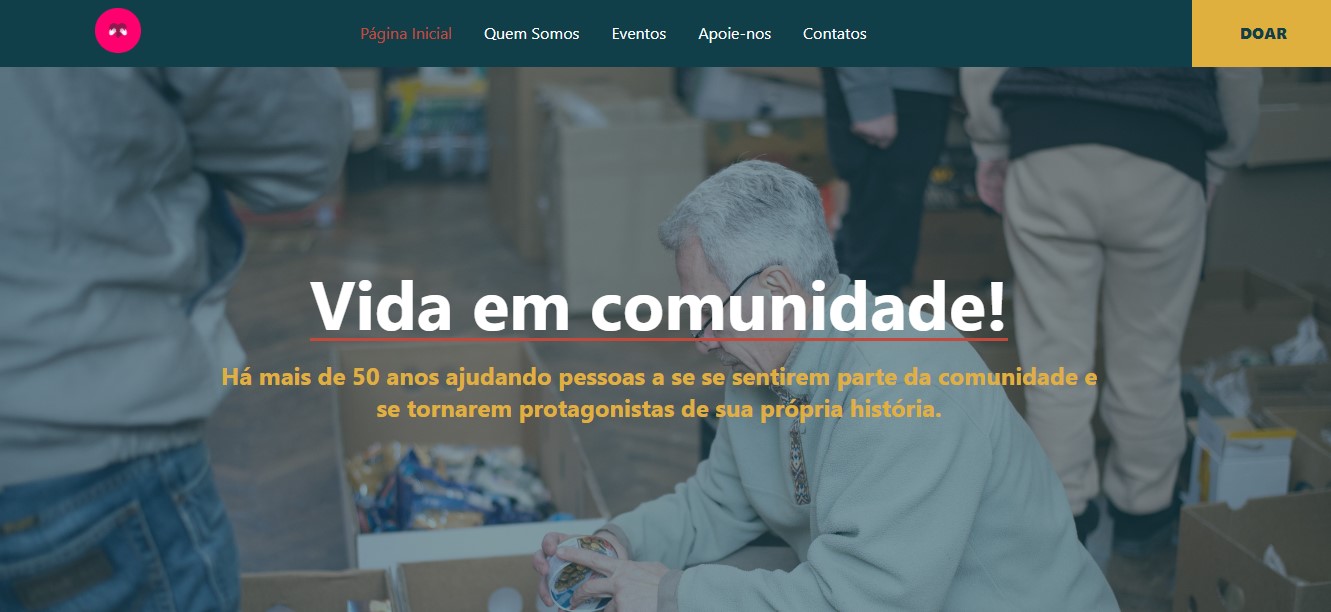 Página Inicial Quem Somos Eventos Apoie-nos Contatos DOAR
Vida em comunidade!
Há mais de 50 anos ajudando pessoas a se se sentirem parte da comunidade e
se tornarem protagonistas de sua própria história.